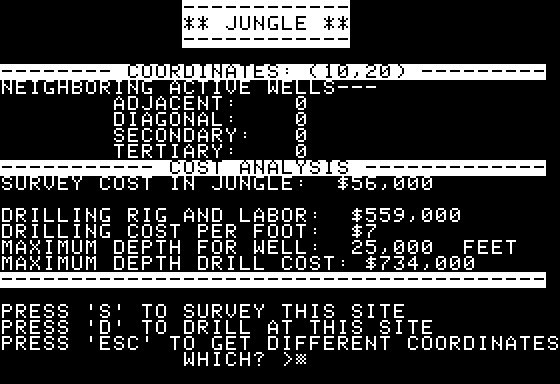 -------------
** JUNGLE **
-------------
-------- COORDINATES: (10,20) ---------
NEIGHBORING ACTIVE WELLS---
ADJACENT: 0
DIAGONAL: 0
SECONDARY: 0
TERTIARY: 0
------------ COST ANALYSIS -------------
SURVEY COST IN JUNGLE: $56,000
DRILLING RIG AND LABOR: $559,000
DRILLING COST PER FOOT: $7
MAXIMUM DEPTH FOR WELL: 25,000 FEET
MAXIMUM DEPTH DRILL COST: $734,000
---------------------------------------
PRESS 'S' TO SURVEY THIS SITE
PRESS 'D' TO DRILL AT THIS SITE
PRESS 'ESC' TO GET DIFFERENT COORDINATES
WHICH? >※